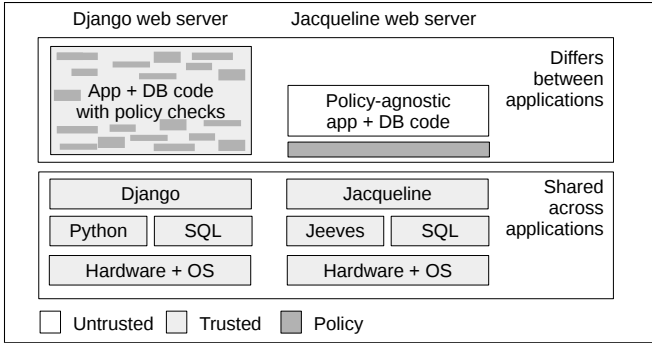 Django web server
Jacqueline web server
App + DB code
with policy checks
Policy-agnostic
app + DB code
Differs
between
applications
Django
Jacqueline
Shared
across
applications
Python
SQL
Jeeves
SQL
Hardware + OS
Hardware + OS
Untrusted
Trusted
Policy